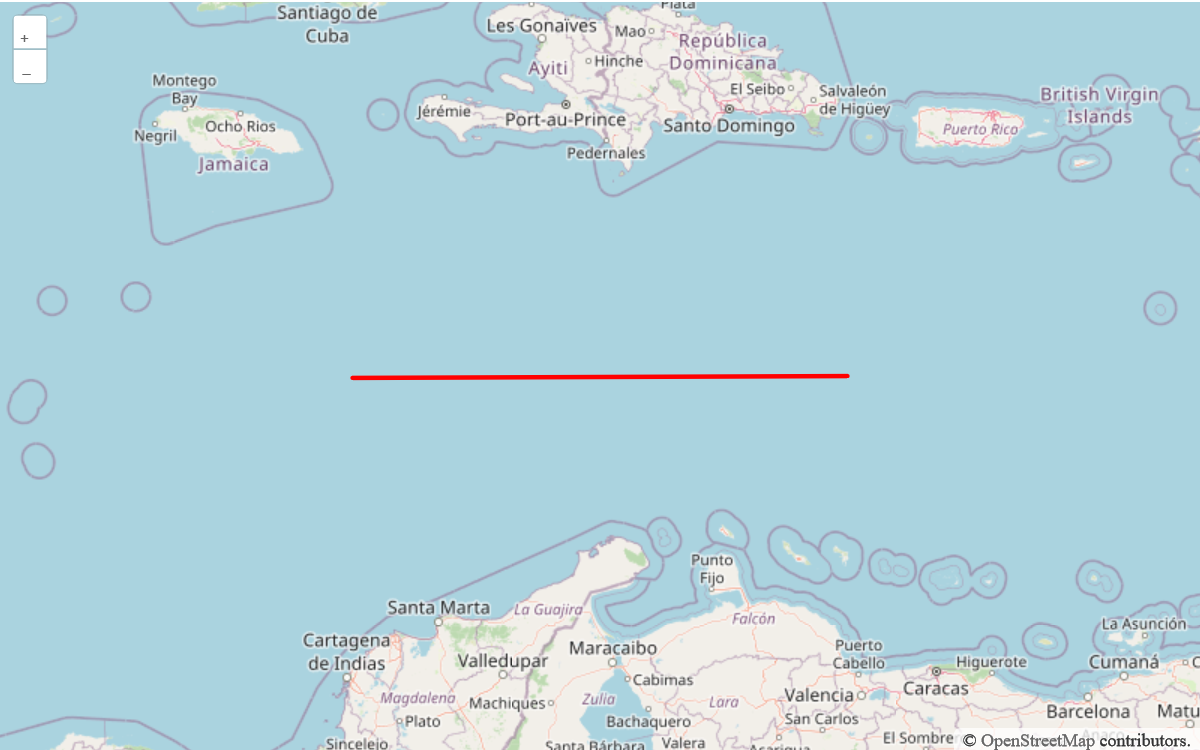 Santiago de
Cuba
Les Gonaïves
Plata
Mao
República
Dominicana
Ayiti
Hinche
Montego
Bay
El Seibo
Salvaleón
de Higüey
British Virgin
Islands
Jérémie
Port-au-Prince
Santo Domingo
Negril
Ocho Rios
Puerto Rico
Jamaica
Pedernales
+
–
Punto
Fijo
Santa Marta
La Guajira
Falcón
La Asunción
Cartagena
de Indias
Valledupar
Maracaibo
Puerto
Cabello
Higuerote
Cumaná
Cabimas
Caracas
Magdalena
Machiques
Zulia
Lara
Valencia
Barcelona
Matu
Plato
Bachaquero
San Carlos
Sincelejo
Santa Bárbara
Valera
Acarigua
El Sombrero
© OpenStreetMap contributors.